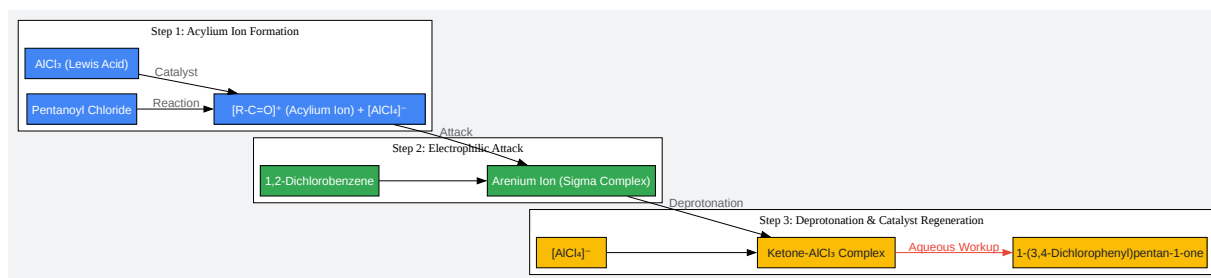 Step 1: Acylium Ion Formation
AlCl₃ (Lewis Acid)
Catalyst
Pentanoyl Chloride
Reaction
[R-C=O]⁺ (Acylium Ion) + [AlCl₄]⁻
Attack
Step 2: Electrophilic Attack
1,2-Dichlorobenzene
Arenium Ion (Sigma Complex)
Deprotonation
Step 3: Deprotonation & Catalyst Regeneration
[AlCl₄]⁻
Ketone-AlCl₃ Complex
Aqueous Workup
1-(3,4-Dichlorophenyl)pentan-1-one